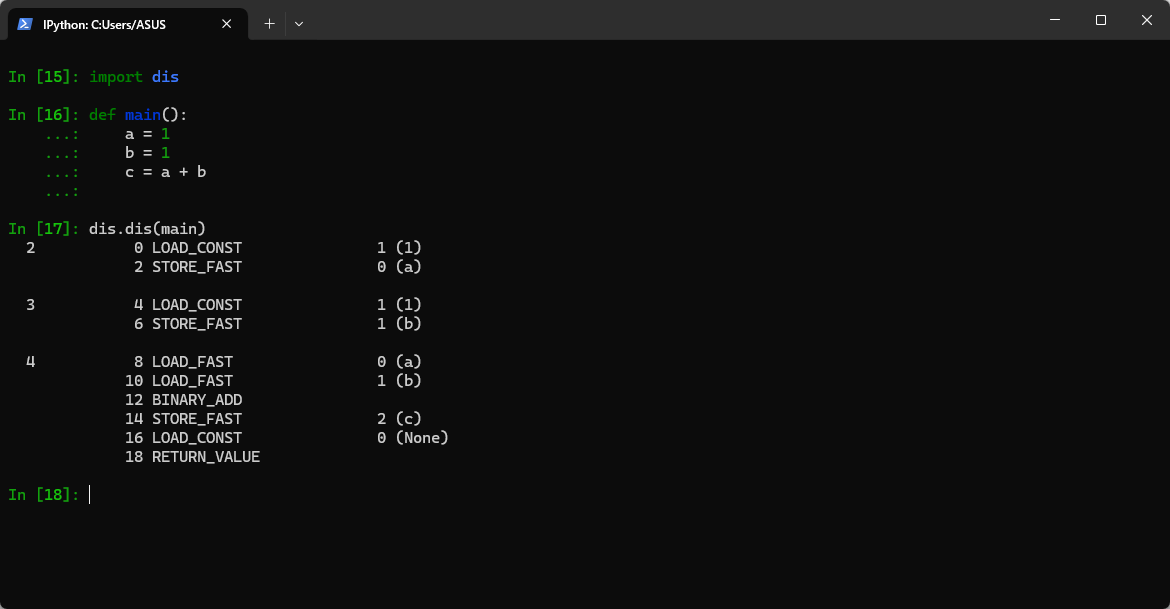 IPython: C:Users/ASUS
In [15]: import dis
In [16]: def main():
    ...:     a = 1
    ...:     b = 1
    ...:     c = a + b
    ...:
In [17]: dis.dis(main)
  2           0 LOAD_CONST               1 (1)
              2 STORE_FAST               0 (a)
  3           4 LOAD_CONST               1 (1)
              6 STORE_FAST               1 (b)
  4           8 LOAD_FAST                0 (a)
             10 LOAD_FAST                1 (b)
             12 BINARY_ADD
             14 STORE_FAST               2 (c)
             16 LOAD_CONST               0 (None)
             18 RETURN_VALUE
In [18]: